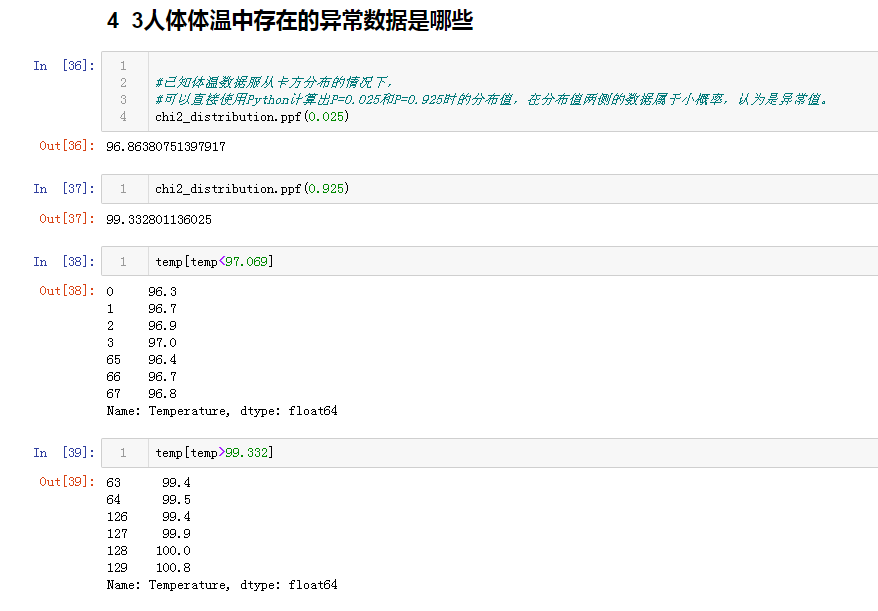 4 3人体体温中存在的异常数据是哪些
In [36]:
1
2 #已知体温数据服从卡方分布的情况下，
3 #可以直接使用Python计算出P=0.025和P=0.925时的分布值，在分布值两侧的数据属于小概率，认为是异常值。
4 chi2_distribution.ppf(0.025)
Out[36]: 96.86380751397917
In [37]: 1 chi2_distribution.ppf(0.925)
Out[37]: 99.332801136025
In [38]: 1 temp[temp<97.069]
Out[38]: 0 96.3
1 96.7
2 96.9
3 97.0
65 96.4
66 96.7
67 96.8
Name: Temperature, dtype: float64
In [39]: 1 temp[temp>99.332]
Out[39]: 63 99.4
64 99.5
126 99.4
127 99.9
128 100.0
129 100.8
Name: Temperature, dtype: float64